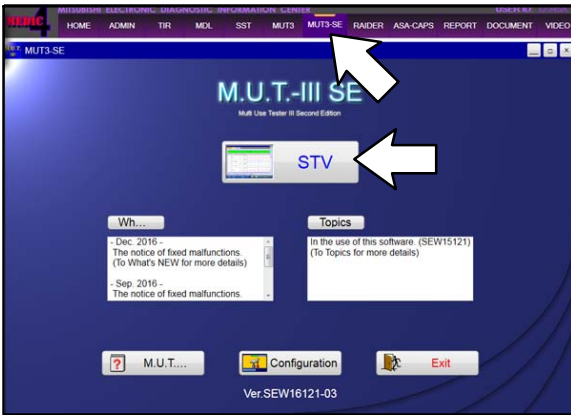 MITSUBISHI ELECTRONIC DIAGNOSTIC INFORMATION CENTER
MEDIC 4
HOME ADMIN TIR MDL SST MUT3 MUT3-SE RAIDER ASA-CAPS REPORT DOCUMENT VIDEO
MUT3-SE
M.U.T.-III SE
Multi Use Tester III Second Edition
STV
Wh...
Topics
- Dec. 2016 -
The notice of fixed malfunctions.
(To What's NEW for more details)
- Sep. 2016 -
The notice of fixed malfunctions.
In the use of this software. (SEW15121)
(To Topics for more details)
M.U.T....
Configuration
Exit
Ver.SEW16121-03